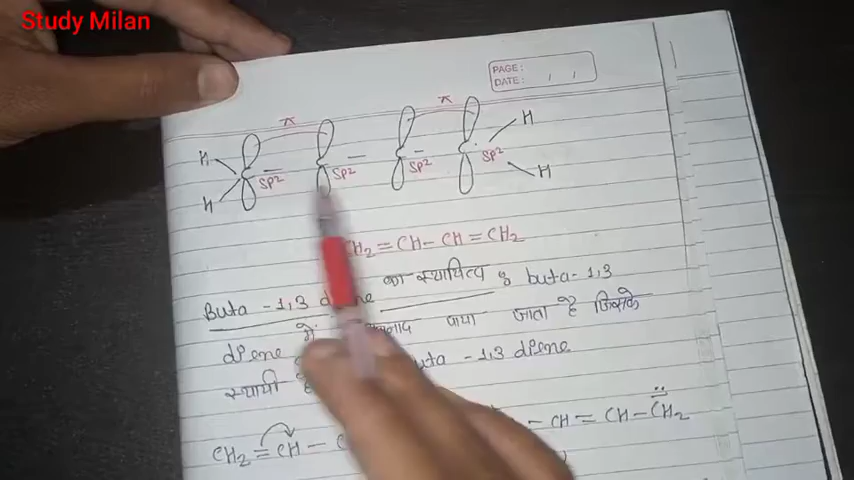 Study Milan
PAGE:
DATE: / /
π π
H H
SP² SP² SP² SP²
H H
CH₂ = CH - CH = CH₂
Buta - 1,3 का स्थायित्व ः buta - 1,3
diene में पाया जाता है जिसके
स्थायी buta - 1,3 diene
CH₂ = CH - - CH = CH - C̈H₂